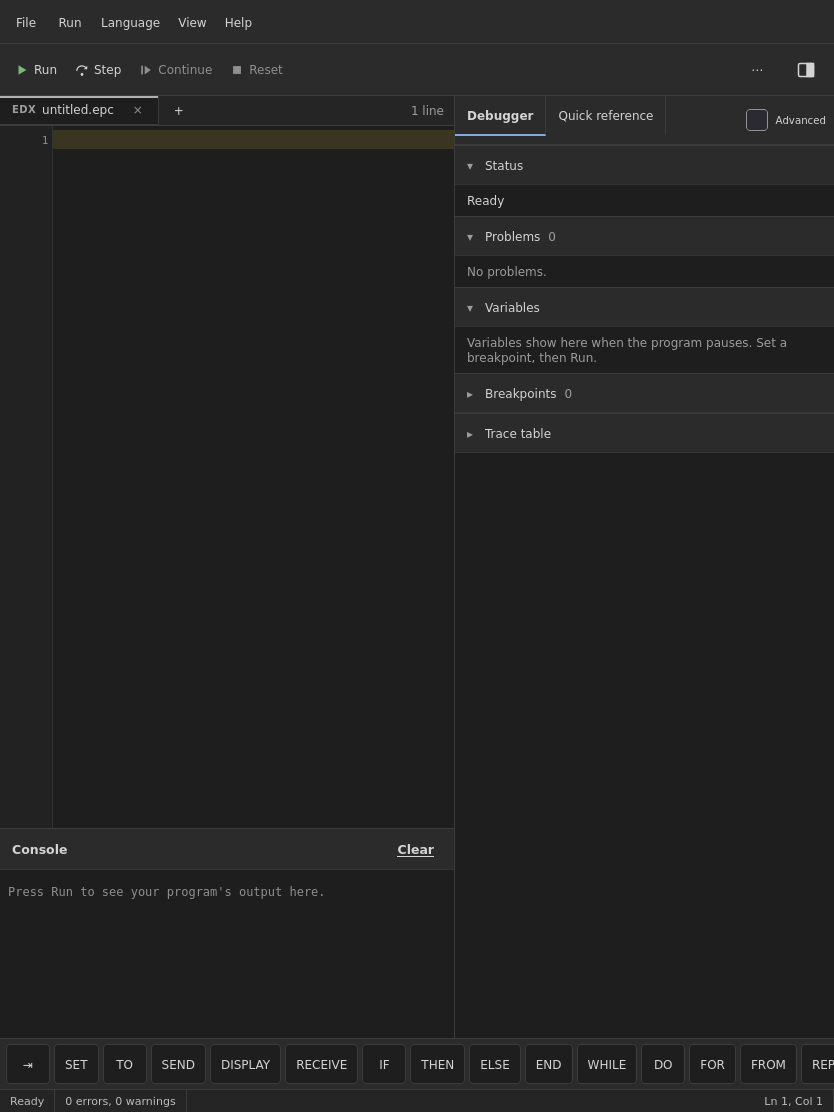 File Run Language View Help
Run Step Continue Reset ...
EDX untitled.epc × + 1 line
Debugger Quick reference Advanced
1
▾ Status
Ready
▾ Problems 0
No problems.
▾ Variables
Variables show here when the program pauses. Set a
breakpoint, then Run.
▸ Breakpoints 0
▸ Trace table
Console Clear
Press Run to see your program's output here.
⇥ SET TO SEND DISPLAY RECEIVE IF THEN ELSE END WHILE DO FOR FROM REP
Ready 0 errors, 0 warnings Ln 1, Col 1